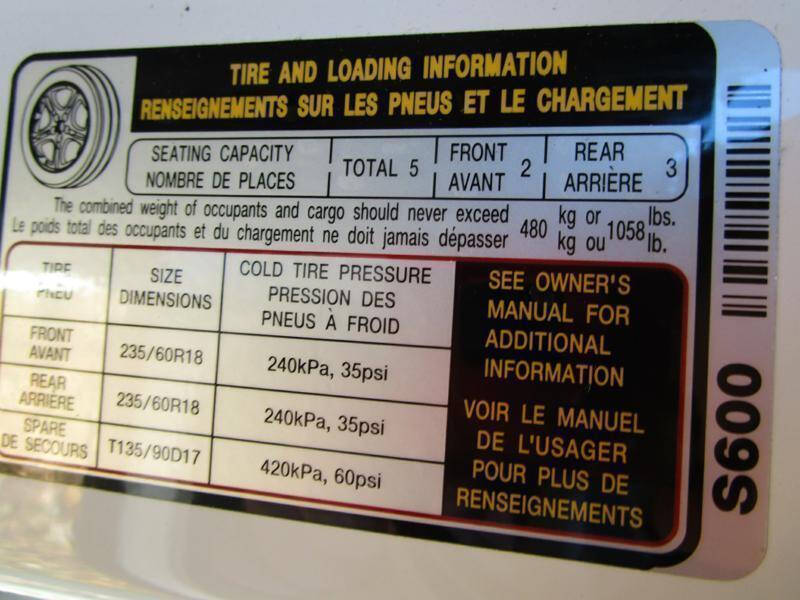 TIRE AND LOADING INFORMATION
RENSEIGNEMENTS SUR LES PNEUS ET LE CHARGEMENT
SEATING CAPACITY
NOMBRE DE PLACES
TOTAL 5
FRONT
AVANT
2
REAR
ARRIÈRE
3
The combined weight of occupants and cargo should never exceed
Le poids total des occupants et du chargement ne doit jamais dépasser
480
kg or
kg ou
1058
lbs.
lb.
TIRE
PNEU
SIZE
DIMENSIONS
COLD TIRE PRESSURE
PRESSION DES
PNEUS À FROID
FRONT
AVANT
235/60R18
240kPa, 35psi
REAR
ARRIÈRE
235/60R18
240kPa, 35psi
SPARE
DE SECOURS
T135/90D17
420kPa, 60psi
SEE OWNER'S
MANUAL FOR
ADDITIONAL
INFORMATION
VOIR LE MANUEL
DE L'USAGER
POUR PLUS DE
RENSEIGNEMENTS
S600